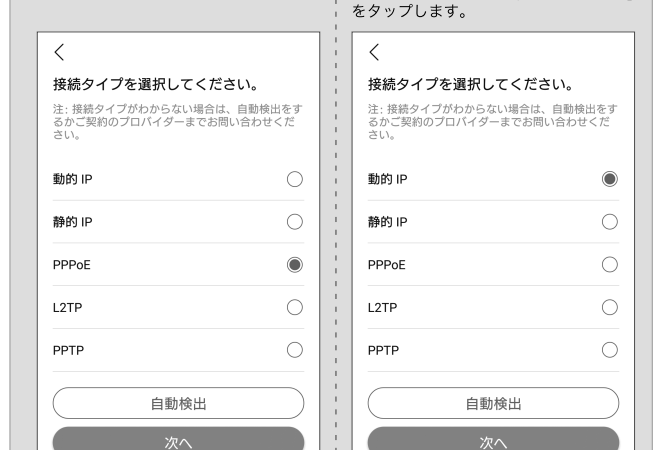 をタップします。
接続タイプを選択してください。
注: 接続タイプがわからない場合は、自動検出をす
るかご契約のプロバイダーまでお問い合わせくだ
さい。
動的 IP
静的 IP
PPPoE
L2TP
PPTP
自動検出
次へ
接続タイプを選択してください。
注: 接続タイプがわからない場合は、自動検出をす
るかご契約のプロバイダーまでお問い合わせくだ
さい。
動的 IP
静的 IP
PPPoE
L2TP
PPTP
自動検出
次へ